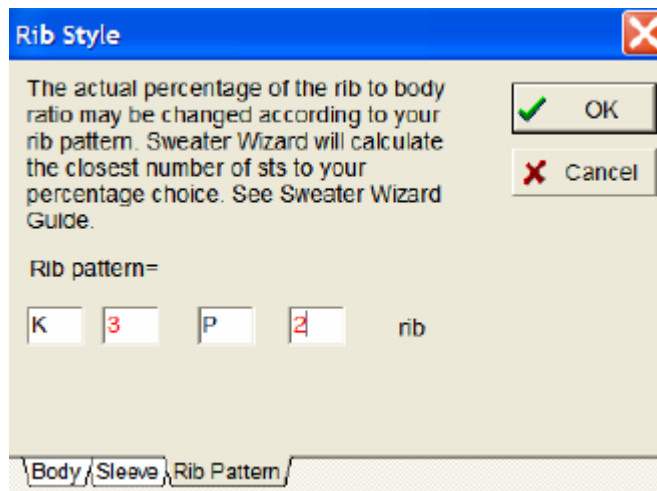 Rib Style
The actual percentage of the rib to body
ratio may be changed according to your
rib pattern. Sweater Wizard will calculate
the closest number of sts to your
percentage choice. See Sweater Wizard
Guide.
OK
Cancel
Rib pattern=
K 3 P 2 rib
Body Sleeve Rib Pattern